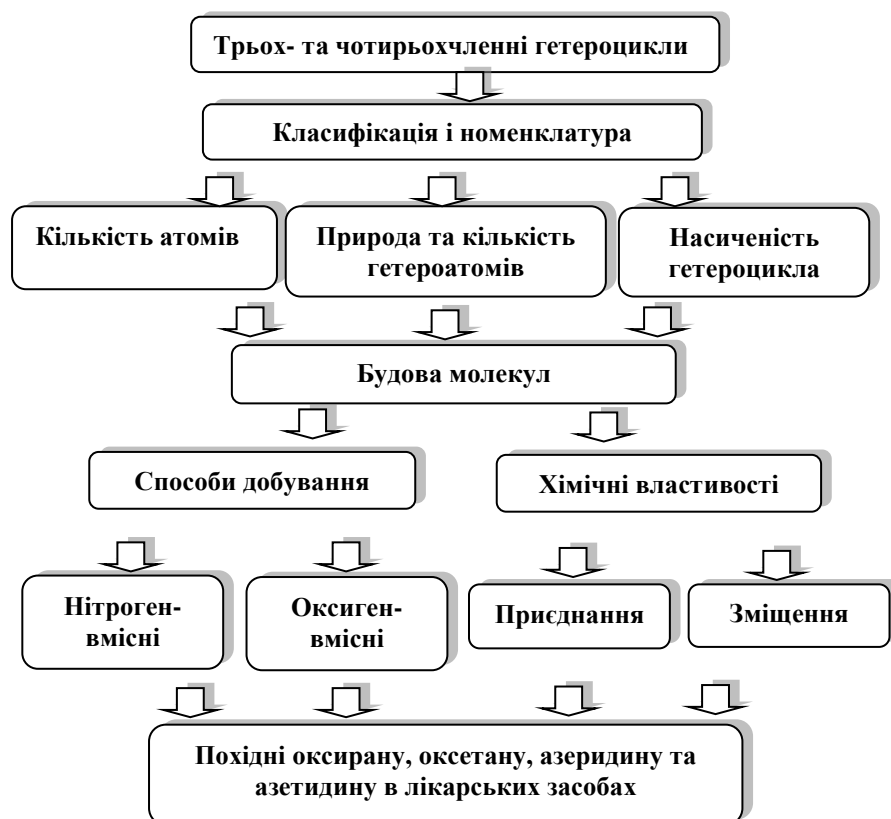 Трьох- та чотирьохчленні гетероцикли
Класифікація і номенклатура
Кількість атомів
Природа та кількість
гетероатомів
Насиченість
гетероцикла
Будова молекул
Способи добування
Хімічні властивості
Нітроген-
вмісні
Оксиген-
вмісні
Приєднання
Зміщення
Похідні оксирану, оксетану, азеридину та
азетидину в лікарських засобах